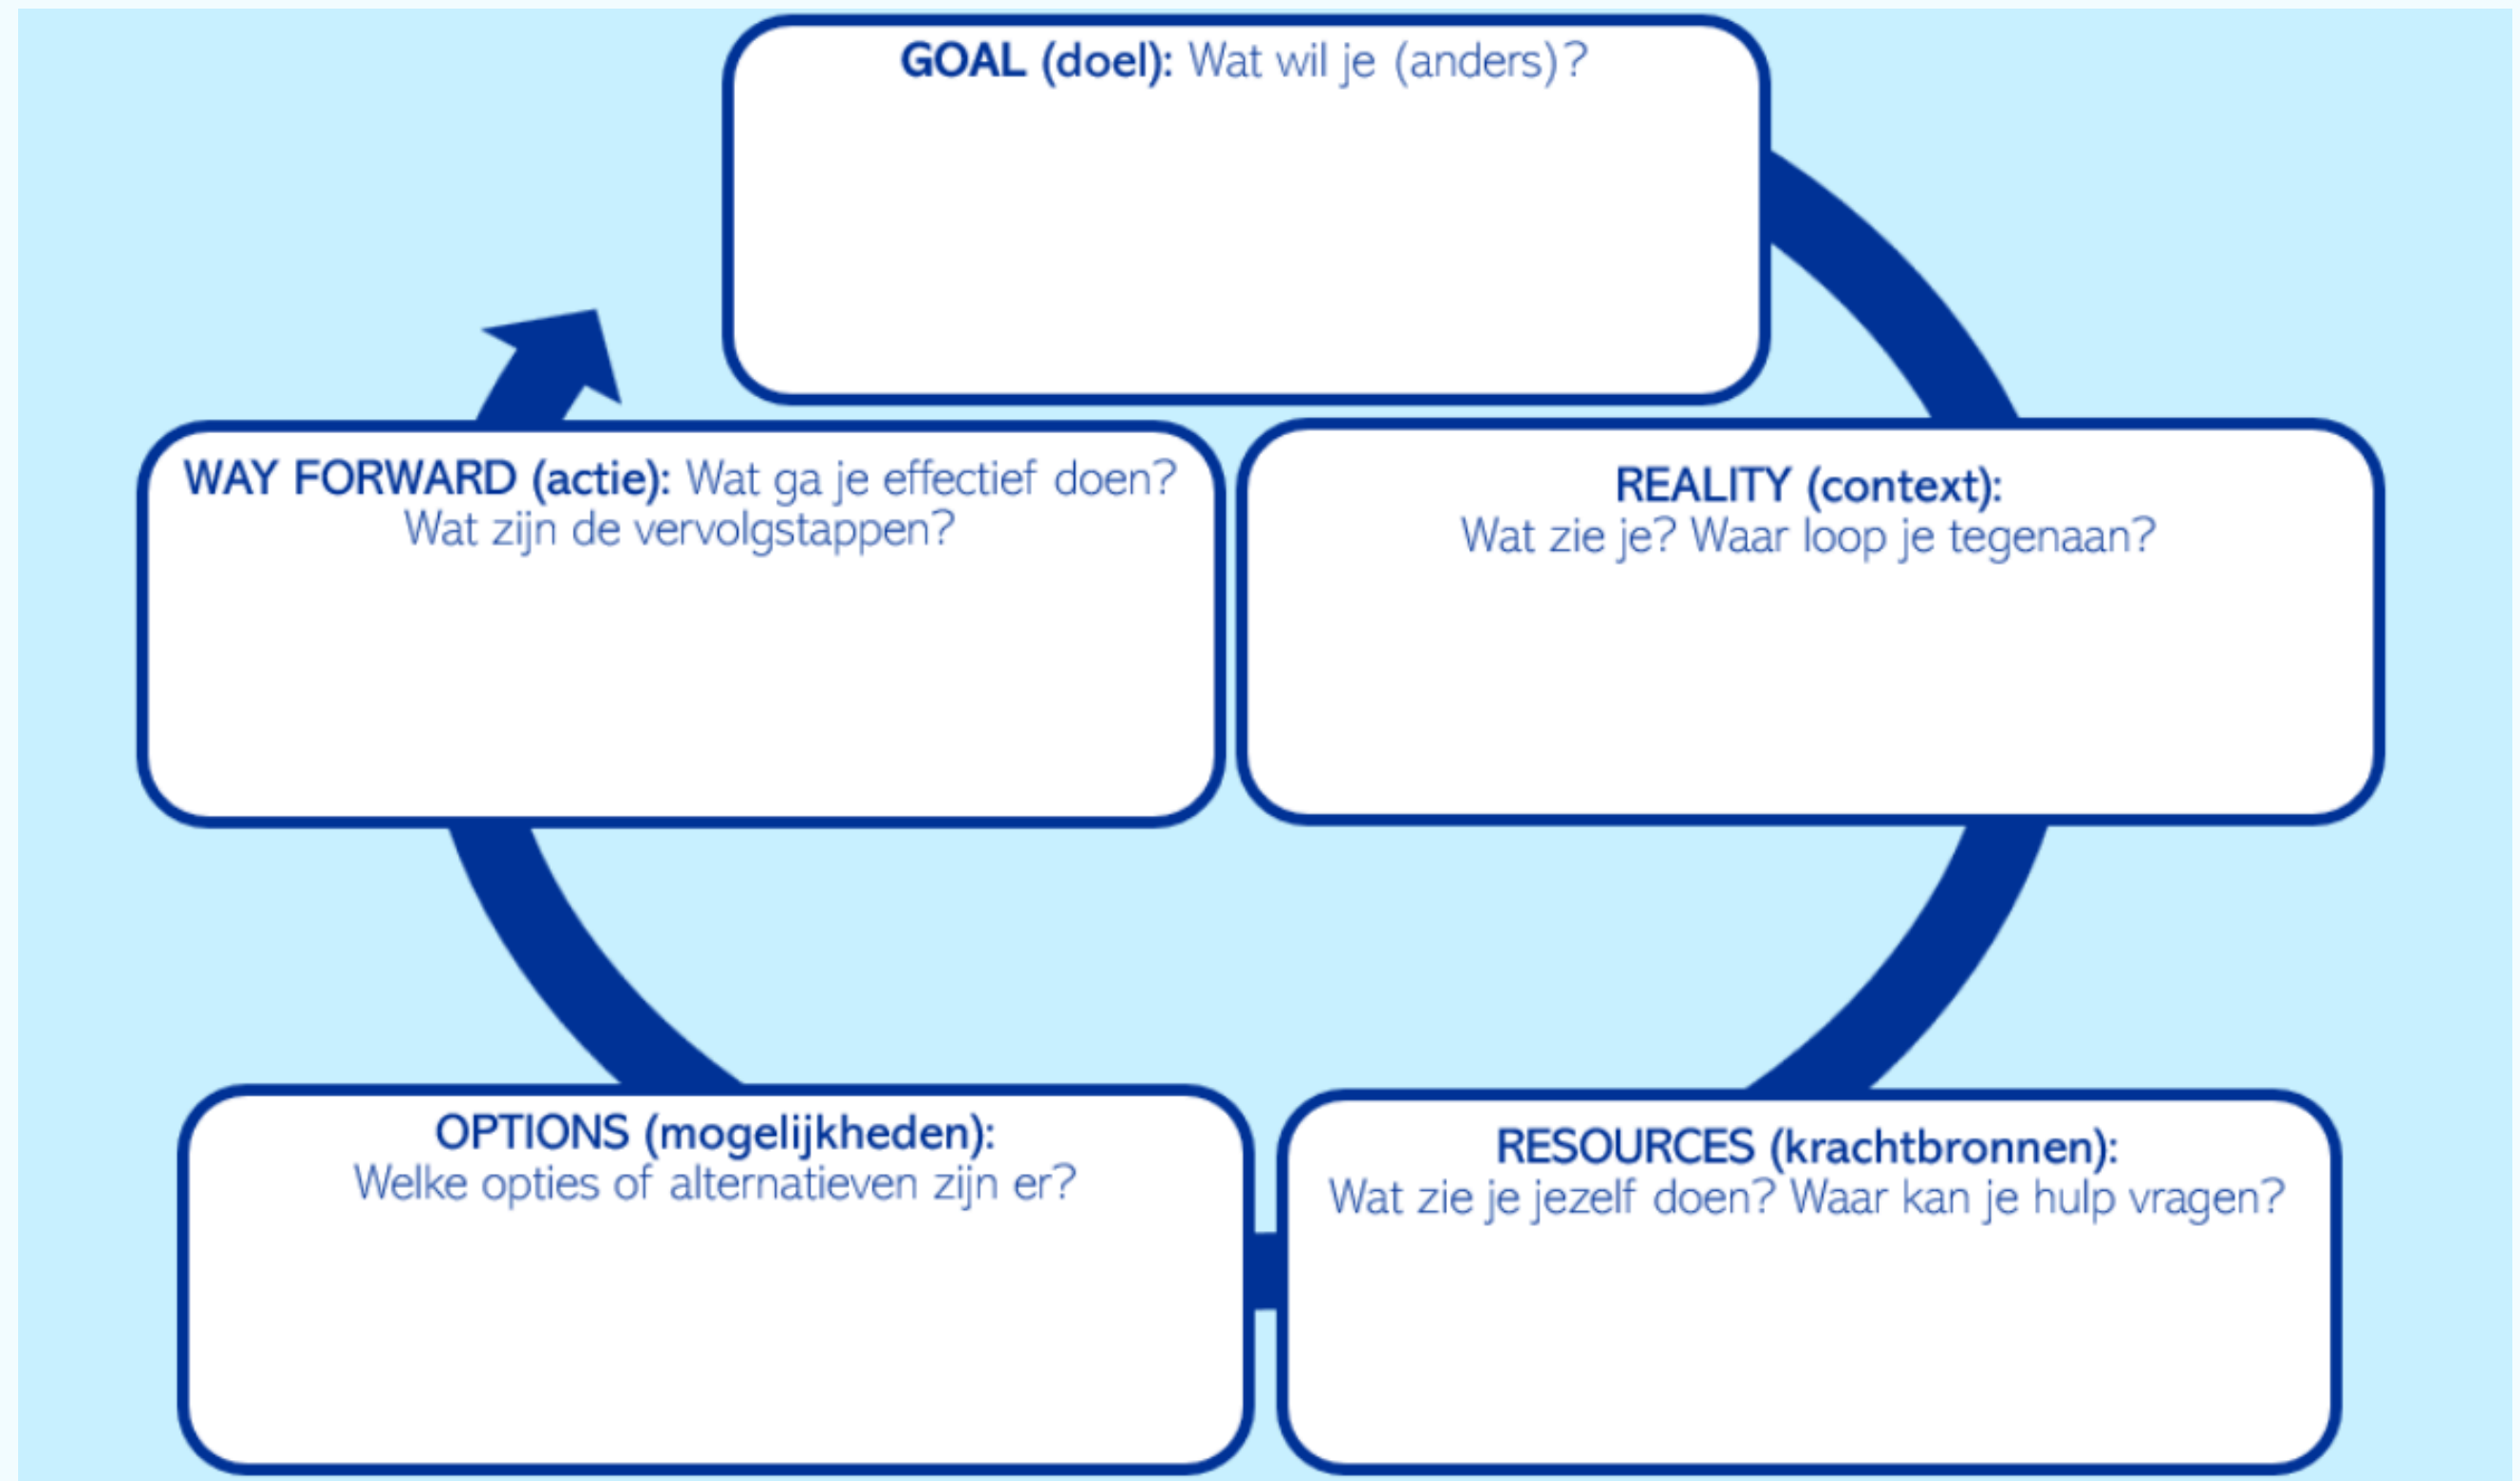 GOAL (doel): Wat wil je (anders)?
WAY FORWARD (actie): Wat ga je effectief doen?
Wat zijn de vervolgstappen?
REALITY (context):
Wat zie je? Waar loop je tegenaan?
OPTIONS (mogelijkheden):
Welke opties of alternatieven zijn er?
RESOURCES (krachtbronnen):
Wat zie je jezelf doen? Waar kan je hulp vragen?